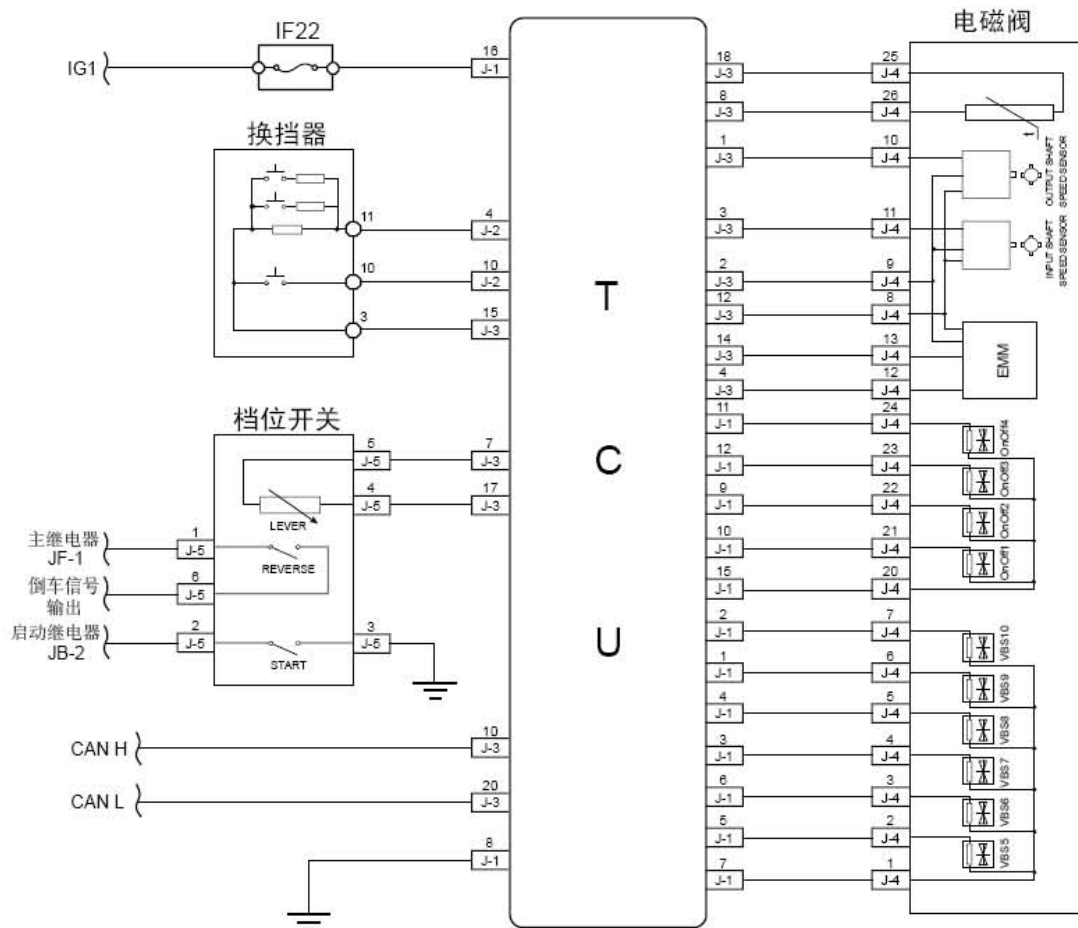 电磁阀
IF22
IG1
16
J-1
换挡器
11
4
J-2
10
10
J-2
3
15
J-3
档位开关
5
J-5
7
J-3
4
J-5
17
J-3
LEVER
主继电器
JF-1
1
J-5
REVERSE
倒车信号
输出
6
J-5
启动继电器
JB-2
2
J-5
3
J-5
START
CAN H
10
J-3
CAN L
20
J-3
8
J-1
T
C
U
18
J-3
25
J-4
8
J-3
26
J-4
t
1
J-3
10
J-4
OUTPUT SHAFT
SPEED SENSOR
3
J-3
11
J-4
INPUT SHAFT
SPEED SENSOR
2
J-3
9
J-4
12
J-3
8
J-4
14
J-3
13
J-4
EMM
4
J-3
12
J-4
11
J-1
24
J-4
OnOff4
12
J-1
23
J-4
OnOff3
9
J-1
22
J-4
OnOff2
10
J-1
21
J-4
OnOff1
15
J-1
20
J-4
2
J-1
7
J-4
VBS10
1
J-1
6
J-4
VBS9
4
J-1
5
J-4
VBS8
3
J-1
4
J-4
VBS7
6
J-1
3
J-4
VBS6
5
J-1
2
J-4
VBS5
7
J-1
1
J-4